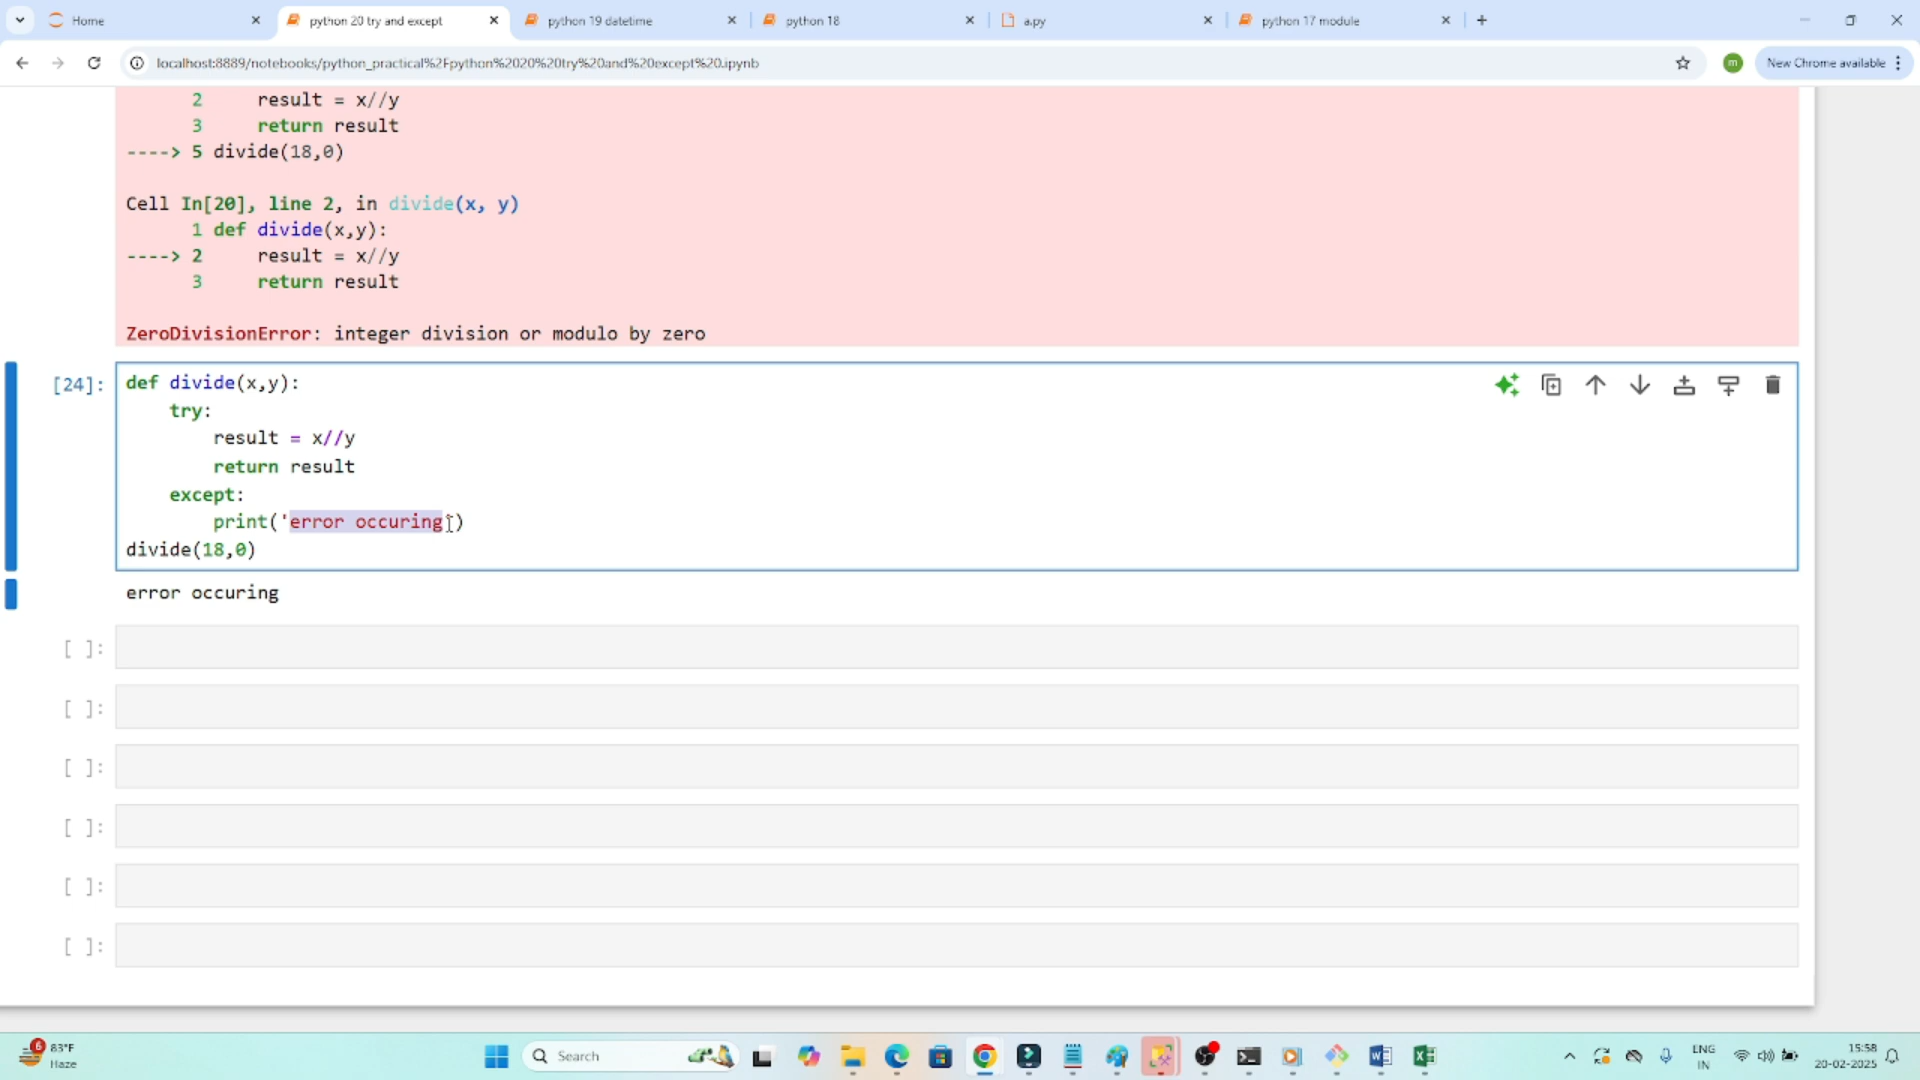 Home
python 20 try and except
python 19 datetime
python 18
a.py
python 17 module
localhost:8889/notebooks/python_practical%2Fpython%2020%20try%20and%20except%20.ipynb
m
New Chrome available
2 result = x//y
3 return result
----> 5 divide(18,0)
Cell In[20], line 2, in divide(x, y)
1 def divide(x,y):
----> 2 result = x//y
3 return result
ZeroDivisionError: integer division or modulo by zero
[24]:
def divide(x,y):
try:
result = x//y
return result
except:
print('error occuring')
divide(18,0)
error occuring
[ ]:
[ ]:
[ ]:
[ ]:
[ ]:
[ ]:
6
83°F
Haze
Search
ENG
IN
15:58
20-02-2025